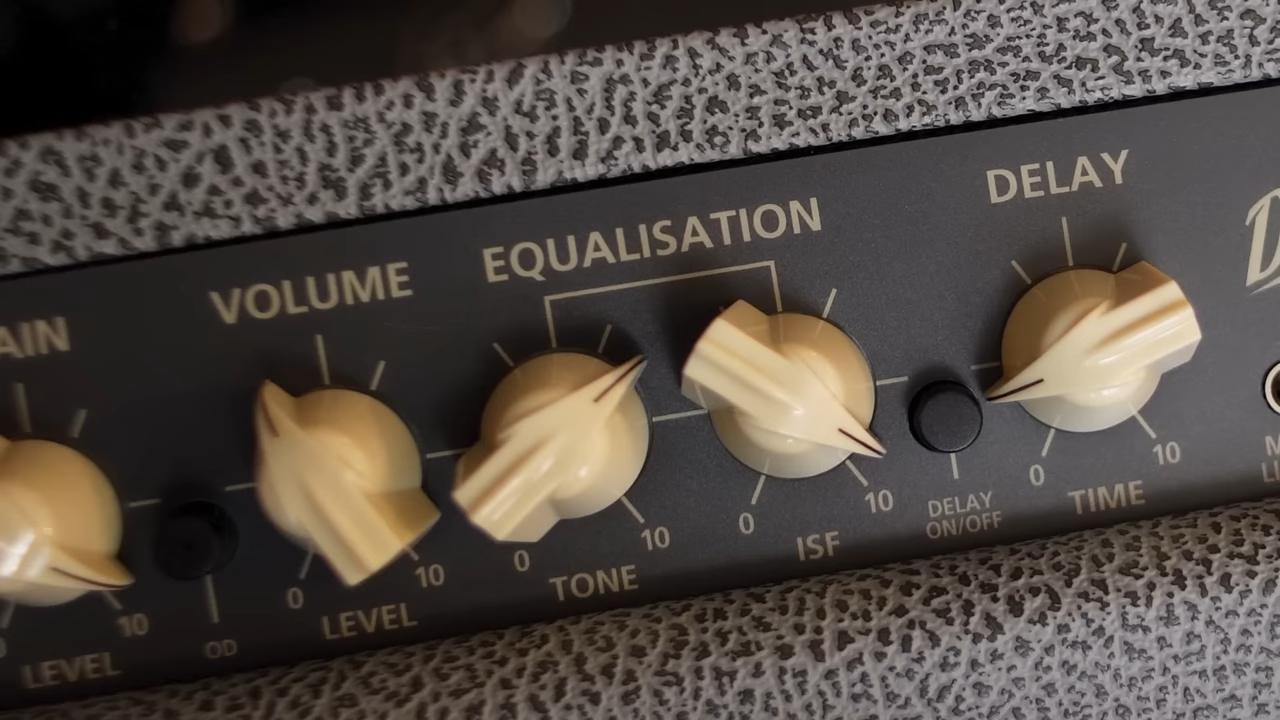 VOLUME
EQUALISATION
DELAY
0
10
LEVEL
10
LEVEL
OD
0
10
TONE
0
10
ISF
DELAY
ON/OFF
0
10
TIME